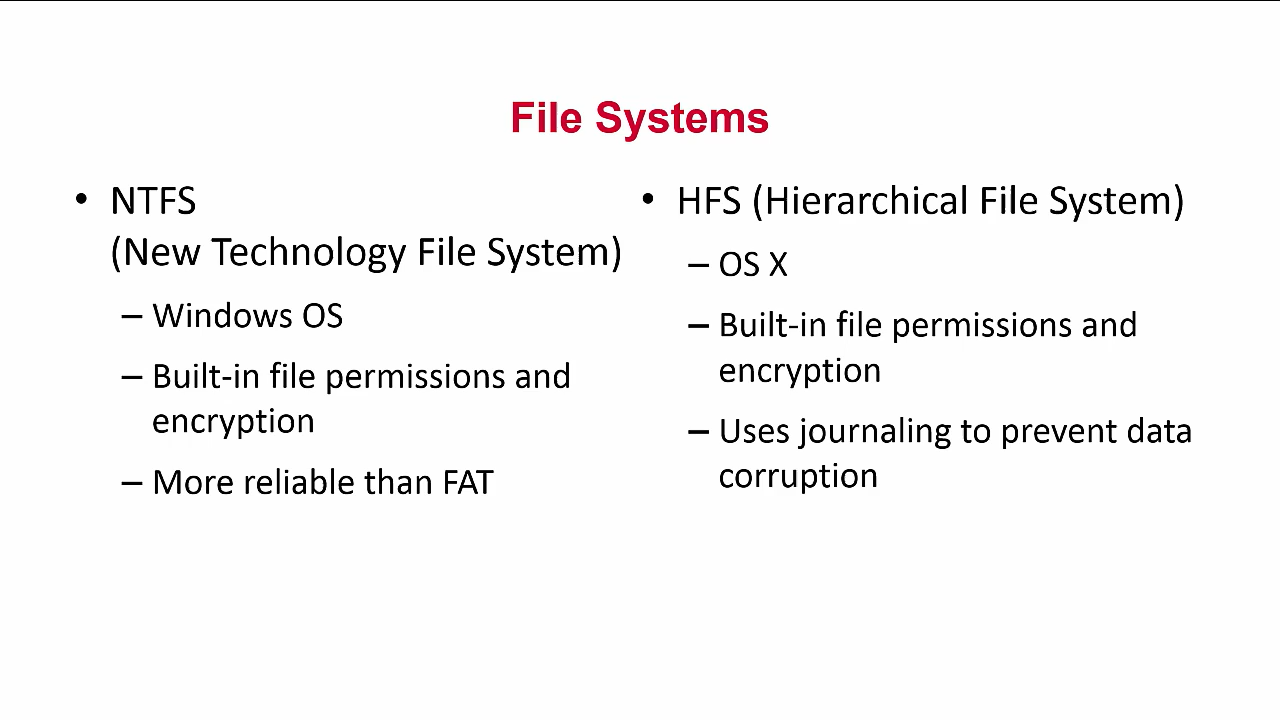 File Systems
• NTFS
(New Technology File System)
– Windows OS
– Built-in file permissions and
encryption
– More reliable than FAT
• HFS (Hierarchical File System)
– OS X
– Built-in file permissions and
encryption
– Uses journaling to prevent data
corruption